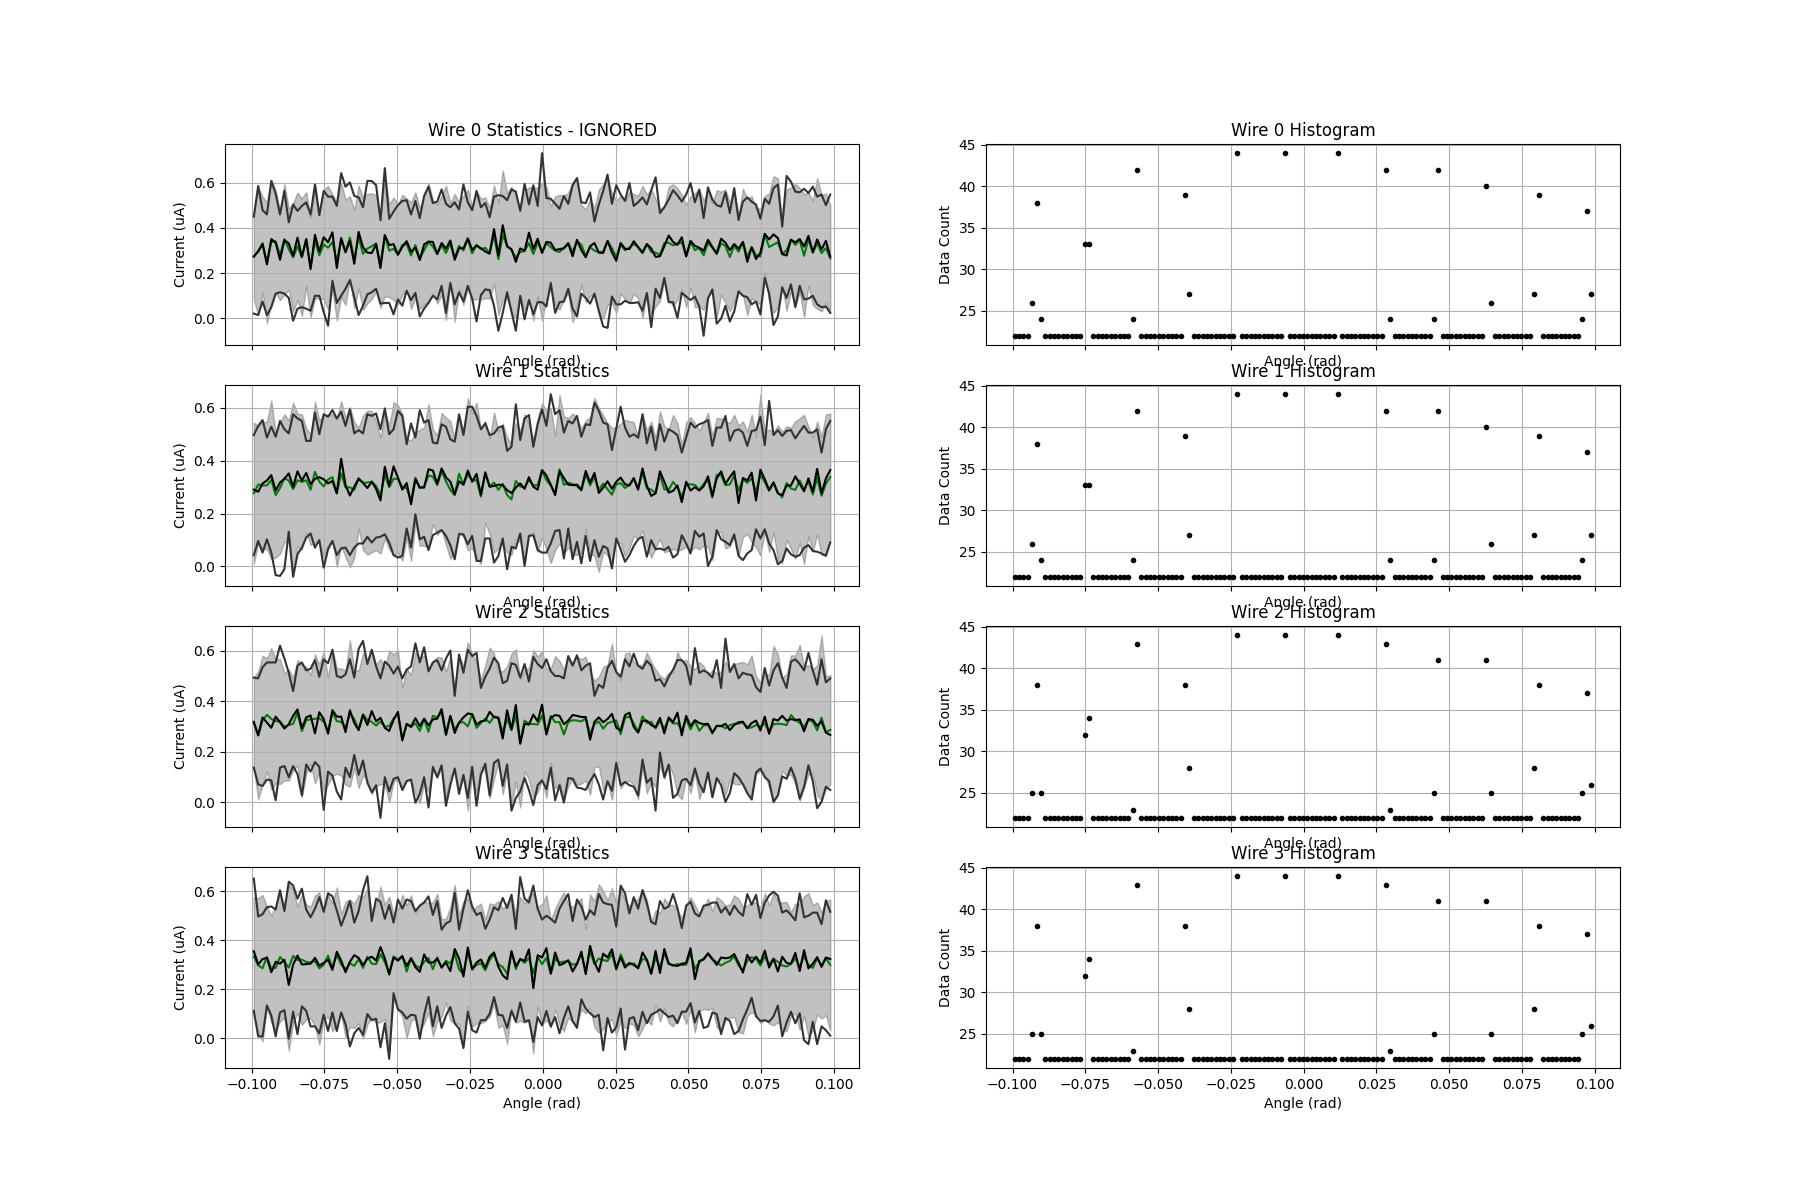 Wire 0 Statistics - IGNORED
Current (uA)
0.6
0.4
0.2
0.0
Angle (rad)
Wire 0 Histogram
Data Count
45
40
35
30
25
Angle (rad)
Wire 1 Statistics
Current (uA)
0.6
0.4
0.2
0.0
Angle (rad)
Wire 1 Histogram
Data Count
45
40
35
30
25
Angle (rad)
Wire 2 Statistics
Current (uA)
0.6
0.4
0.2
0.0
Angle (rad)
Wire 2 Histogram
Data Count
45
40
35
30
25
Angle (rad)
Wire 3 Statistics
Current (uA)
0.6
0.4
0.2
0.0
−0.100 −0.075 −0.050 −0.025 0.000 0.025 0.050 0.075 0.100
Angle (rad)
Wire 3 Histogram
Data Count
45
40
35
30
25
−0.100 −0.075 −0.050 −0.025 0.000 0.025 0.050 0.075 0.100
Angle (rad)